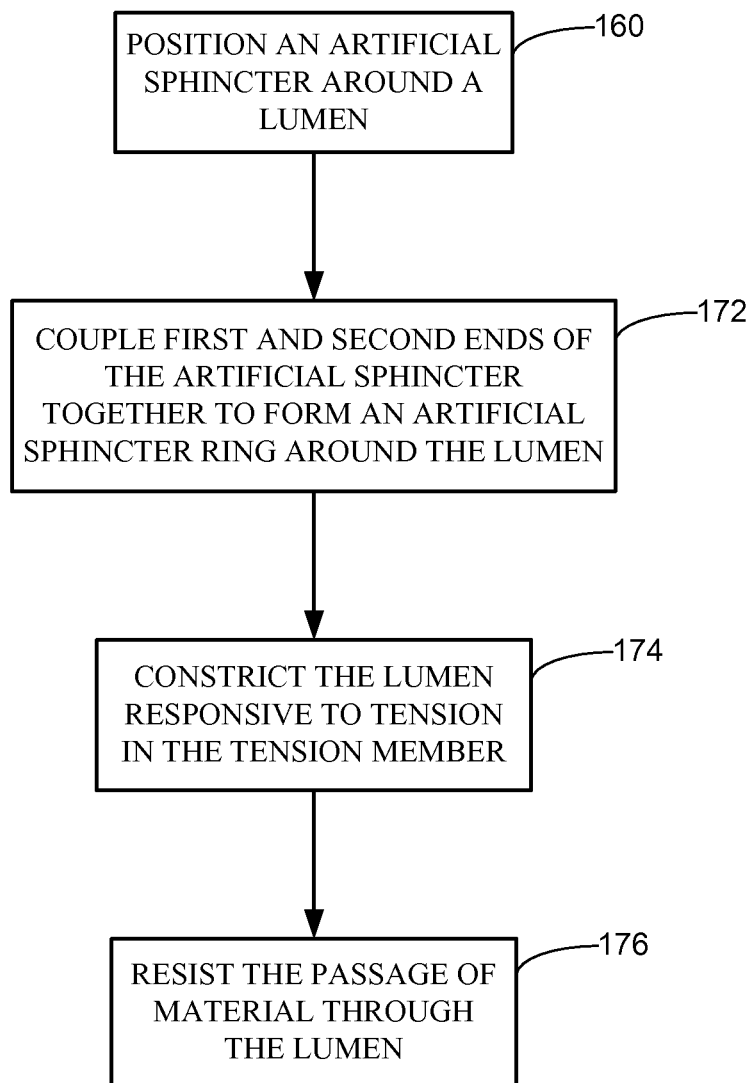 POSITION AN ARTIFICIAL
SPHINCTER AROUND A
LUMEN
160
COUPLE FIRST AND SECOND ENDS OF
THE ARTIFICIAL SPHINCTER
TOGETHER TO FORM AN ARTIFICIAL
SPHINCTER RING AROUND THE LUMEN
172
CONSTRICT THE LUMEN
RESPONSIVE TO TENSION
IN THE TENSION MEMBER
174
RESIST THE PASSAGE OF
MATERIAL THROUGH
THE LUMEN
176